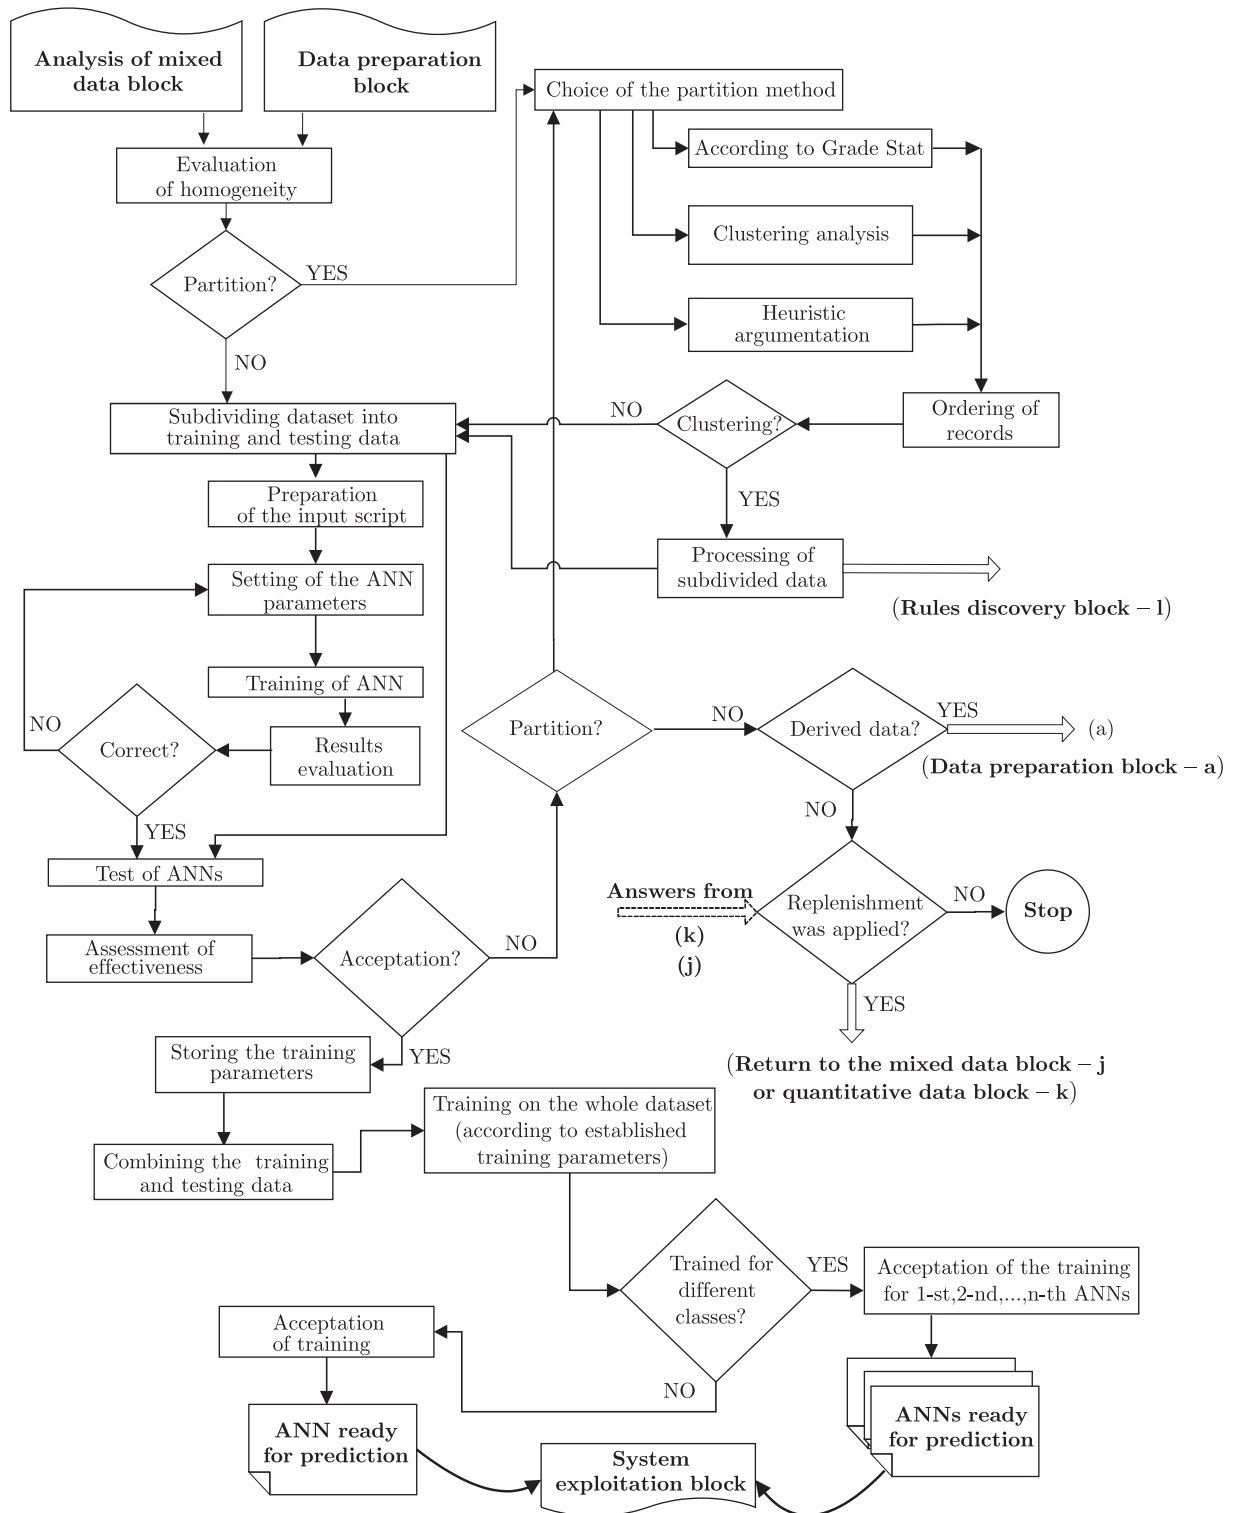 Analysis of mixed
data block
Data preparation
block
Choice of the partition method
According to Grade Stat
Evaluation
of homogeneity
Clustering analysis
Partition?
YES
Heuristic
argumentation
NO
Subdividing dataset into
training and testing data
NO
Clustering?
Ordering of
records
YES
Preparation
of the input script
Processing of
subdivided data
Setting of the ANN
parameters
(Rules discovery block – l)
Training of ANN
NO
Correct?
Results
evaluation
Partition?
NO
Derived data?
YES
(a)
(Data preparation block – a)
YES
NO
Test of ANNs
Answers from
(k)
(j)
Replenishment
was applied?
NO
Stop
Assessment of
effectiveness
Acceptation?
NO
YES
YES
(Return to the mixed data block – j
or quantitative data block – k)
Storing the training
parameters
Training on the whole dataset
(according to established
training parameters)
Combining the training
and testing data
Trained for
different
classes?
YES
Acceptation of the training
for 1-st,2-nd,...,n-th ANNs
Acceptation
of training
NO
ANN ready
for prediction
ANNs ready
for prediction
System
exploitation block